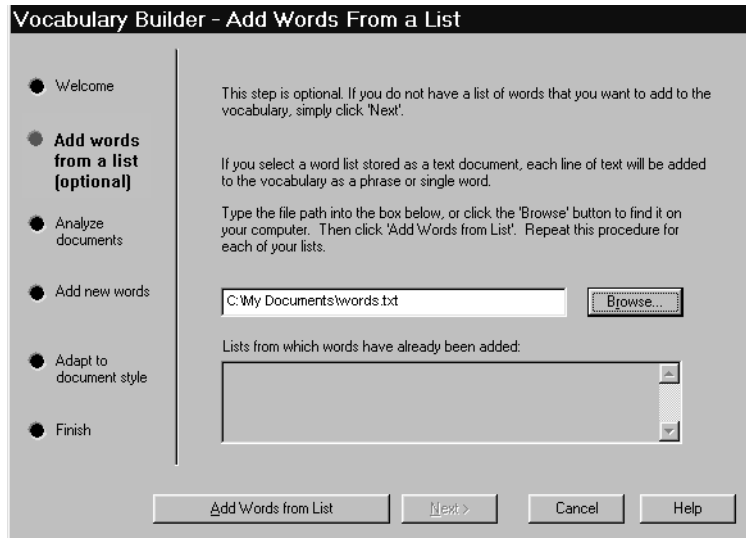 Vocabulary Builder - Add Words From a List
Welcome
Add words
from a list
(optional)
Analyze
documents
Add new words
Adapt to
document style
Finish
This step is optional. If you do not have a list of words that you want to add to the
vocabulary, simply click 'Next'.
If you select a word list stored as a text document, each line of text will be added
to the vocabulary as a phrase or single word.
Type the file path into the box below, or click the 'Browse' button to find it on
your computer. Then click 'Add Words from List'. Repeat this procedure for
each of your lists.
C:\My Documents\words.txt
Browse...
Lists from which words have already been added:
Add Words from List
Next >
Cancel
Help